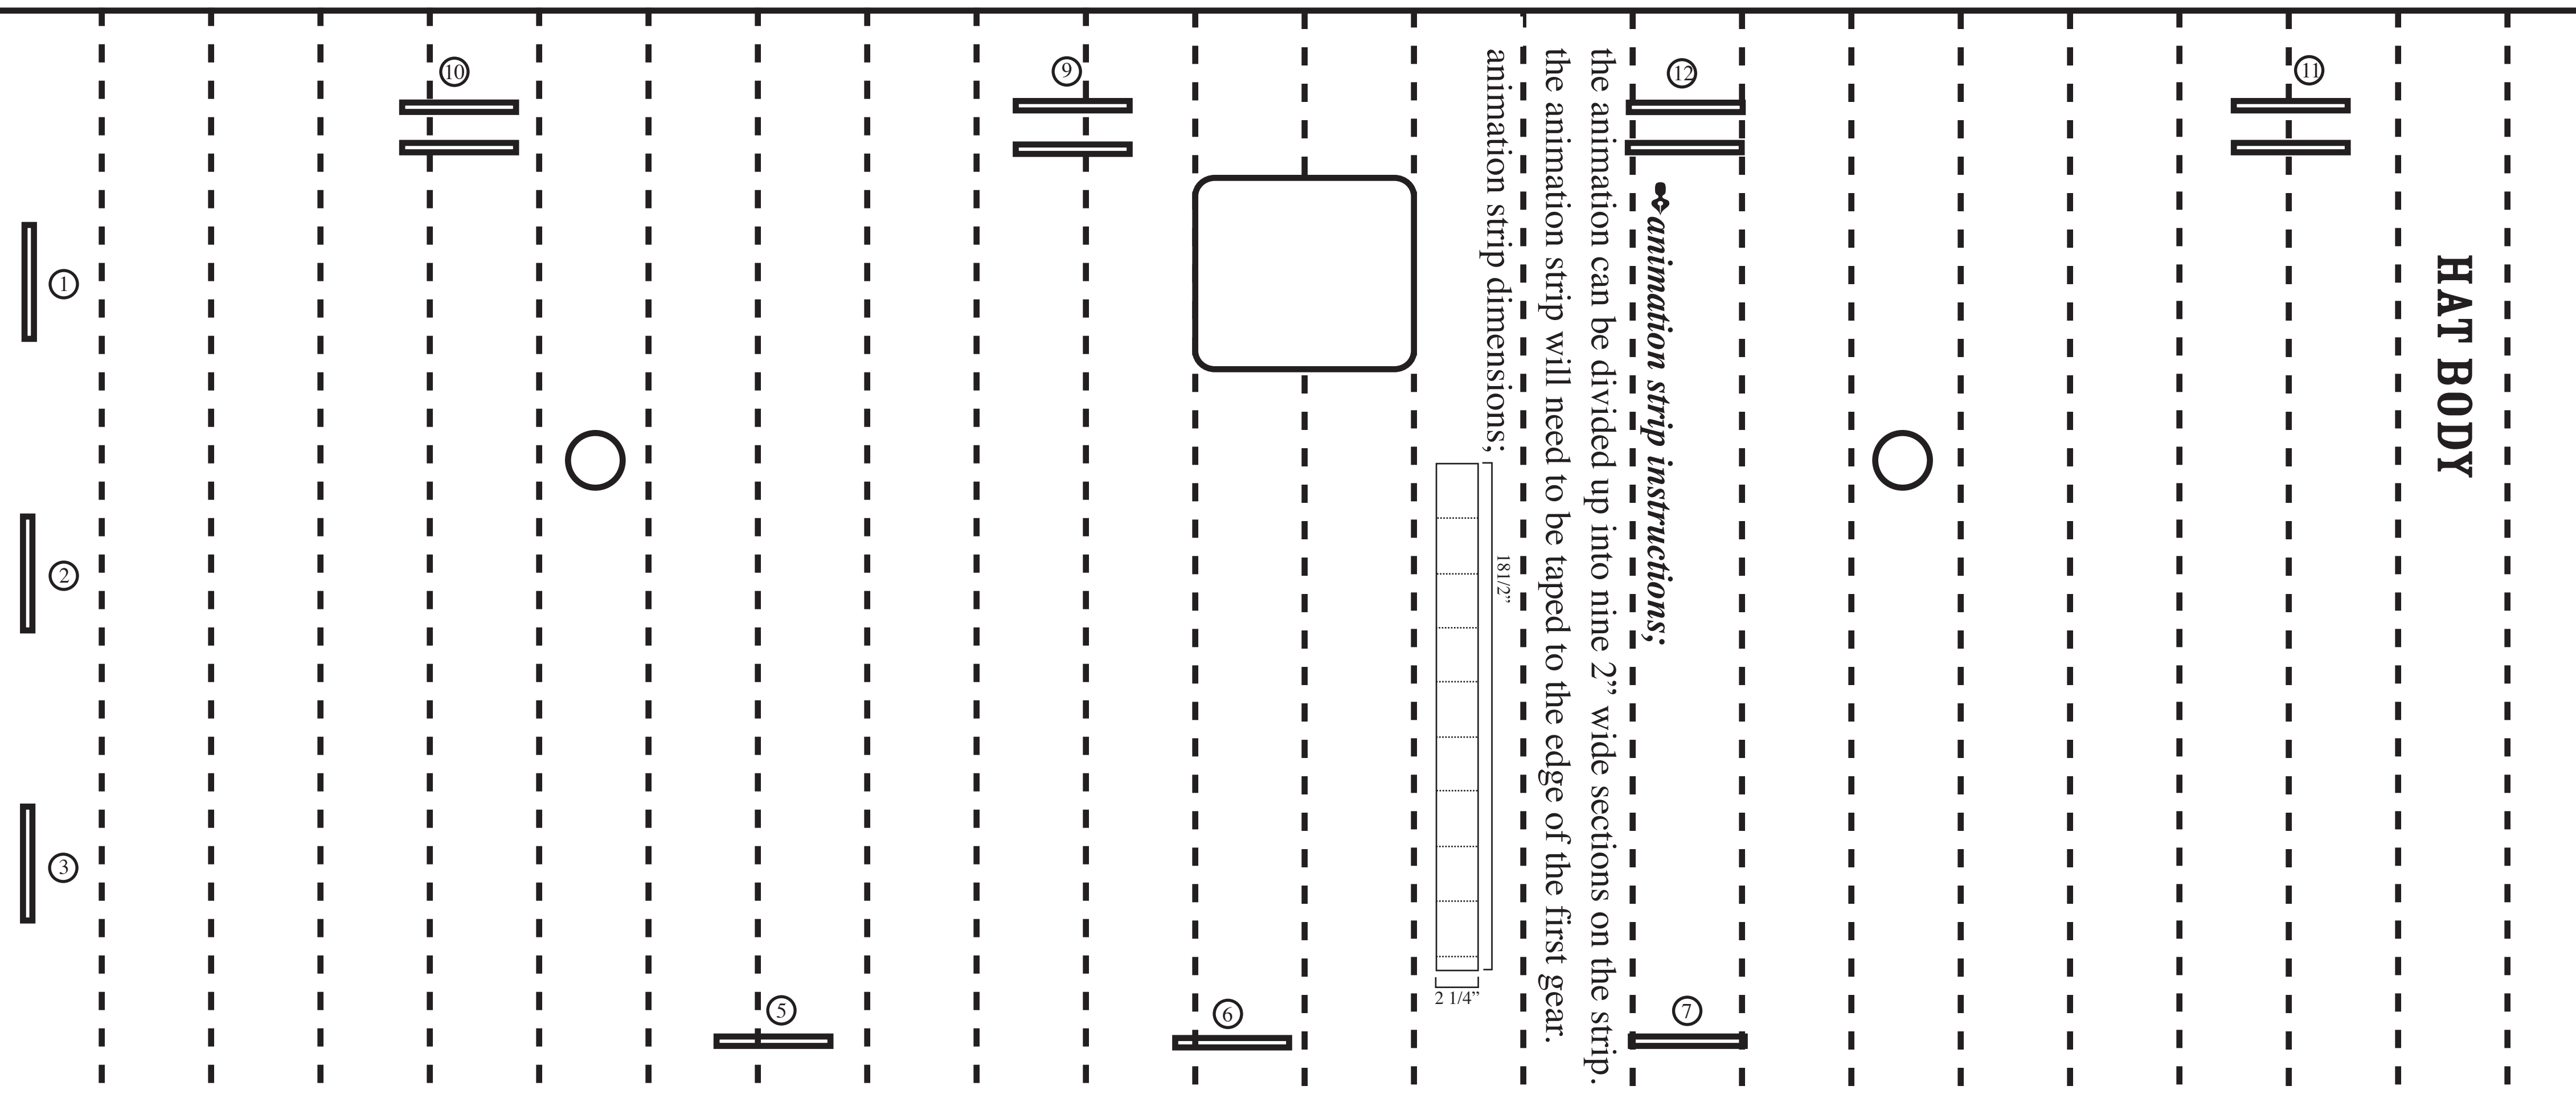 10
9
12
11
1
HAT BODY
animation strip instructions;
the animation can be divided up into nine 2” wide sections on the strip.
the animation strip will need to be taped to the edge of the first gear.
animation strip dimensions;
181/2”
2 1/4”
2
3
5
6
7